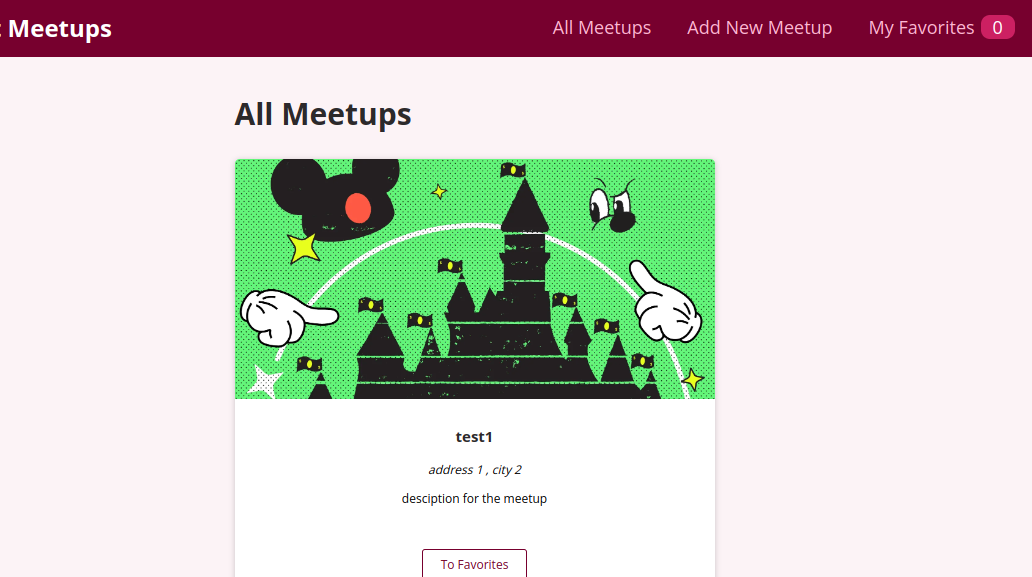 Meetups
All Meetups
Add New Meetup
My Favorites 0
All Meetups
test1
address 1 , city 2
desciption for the meetup
To Favorites